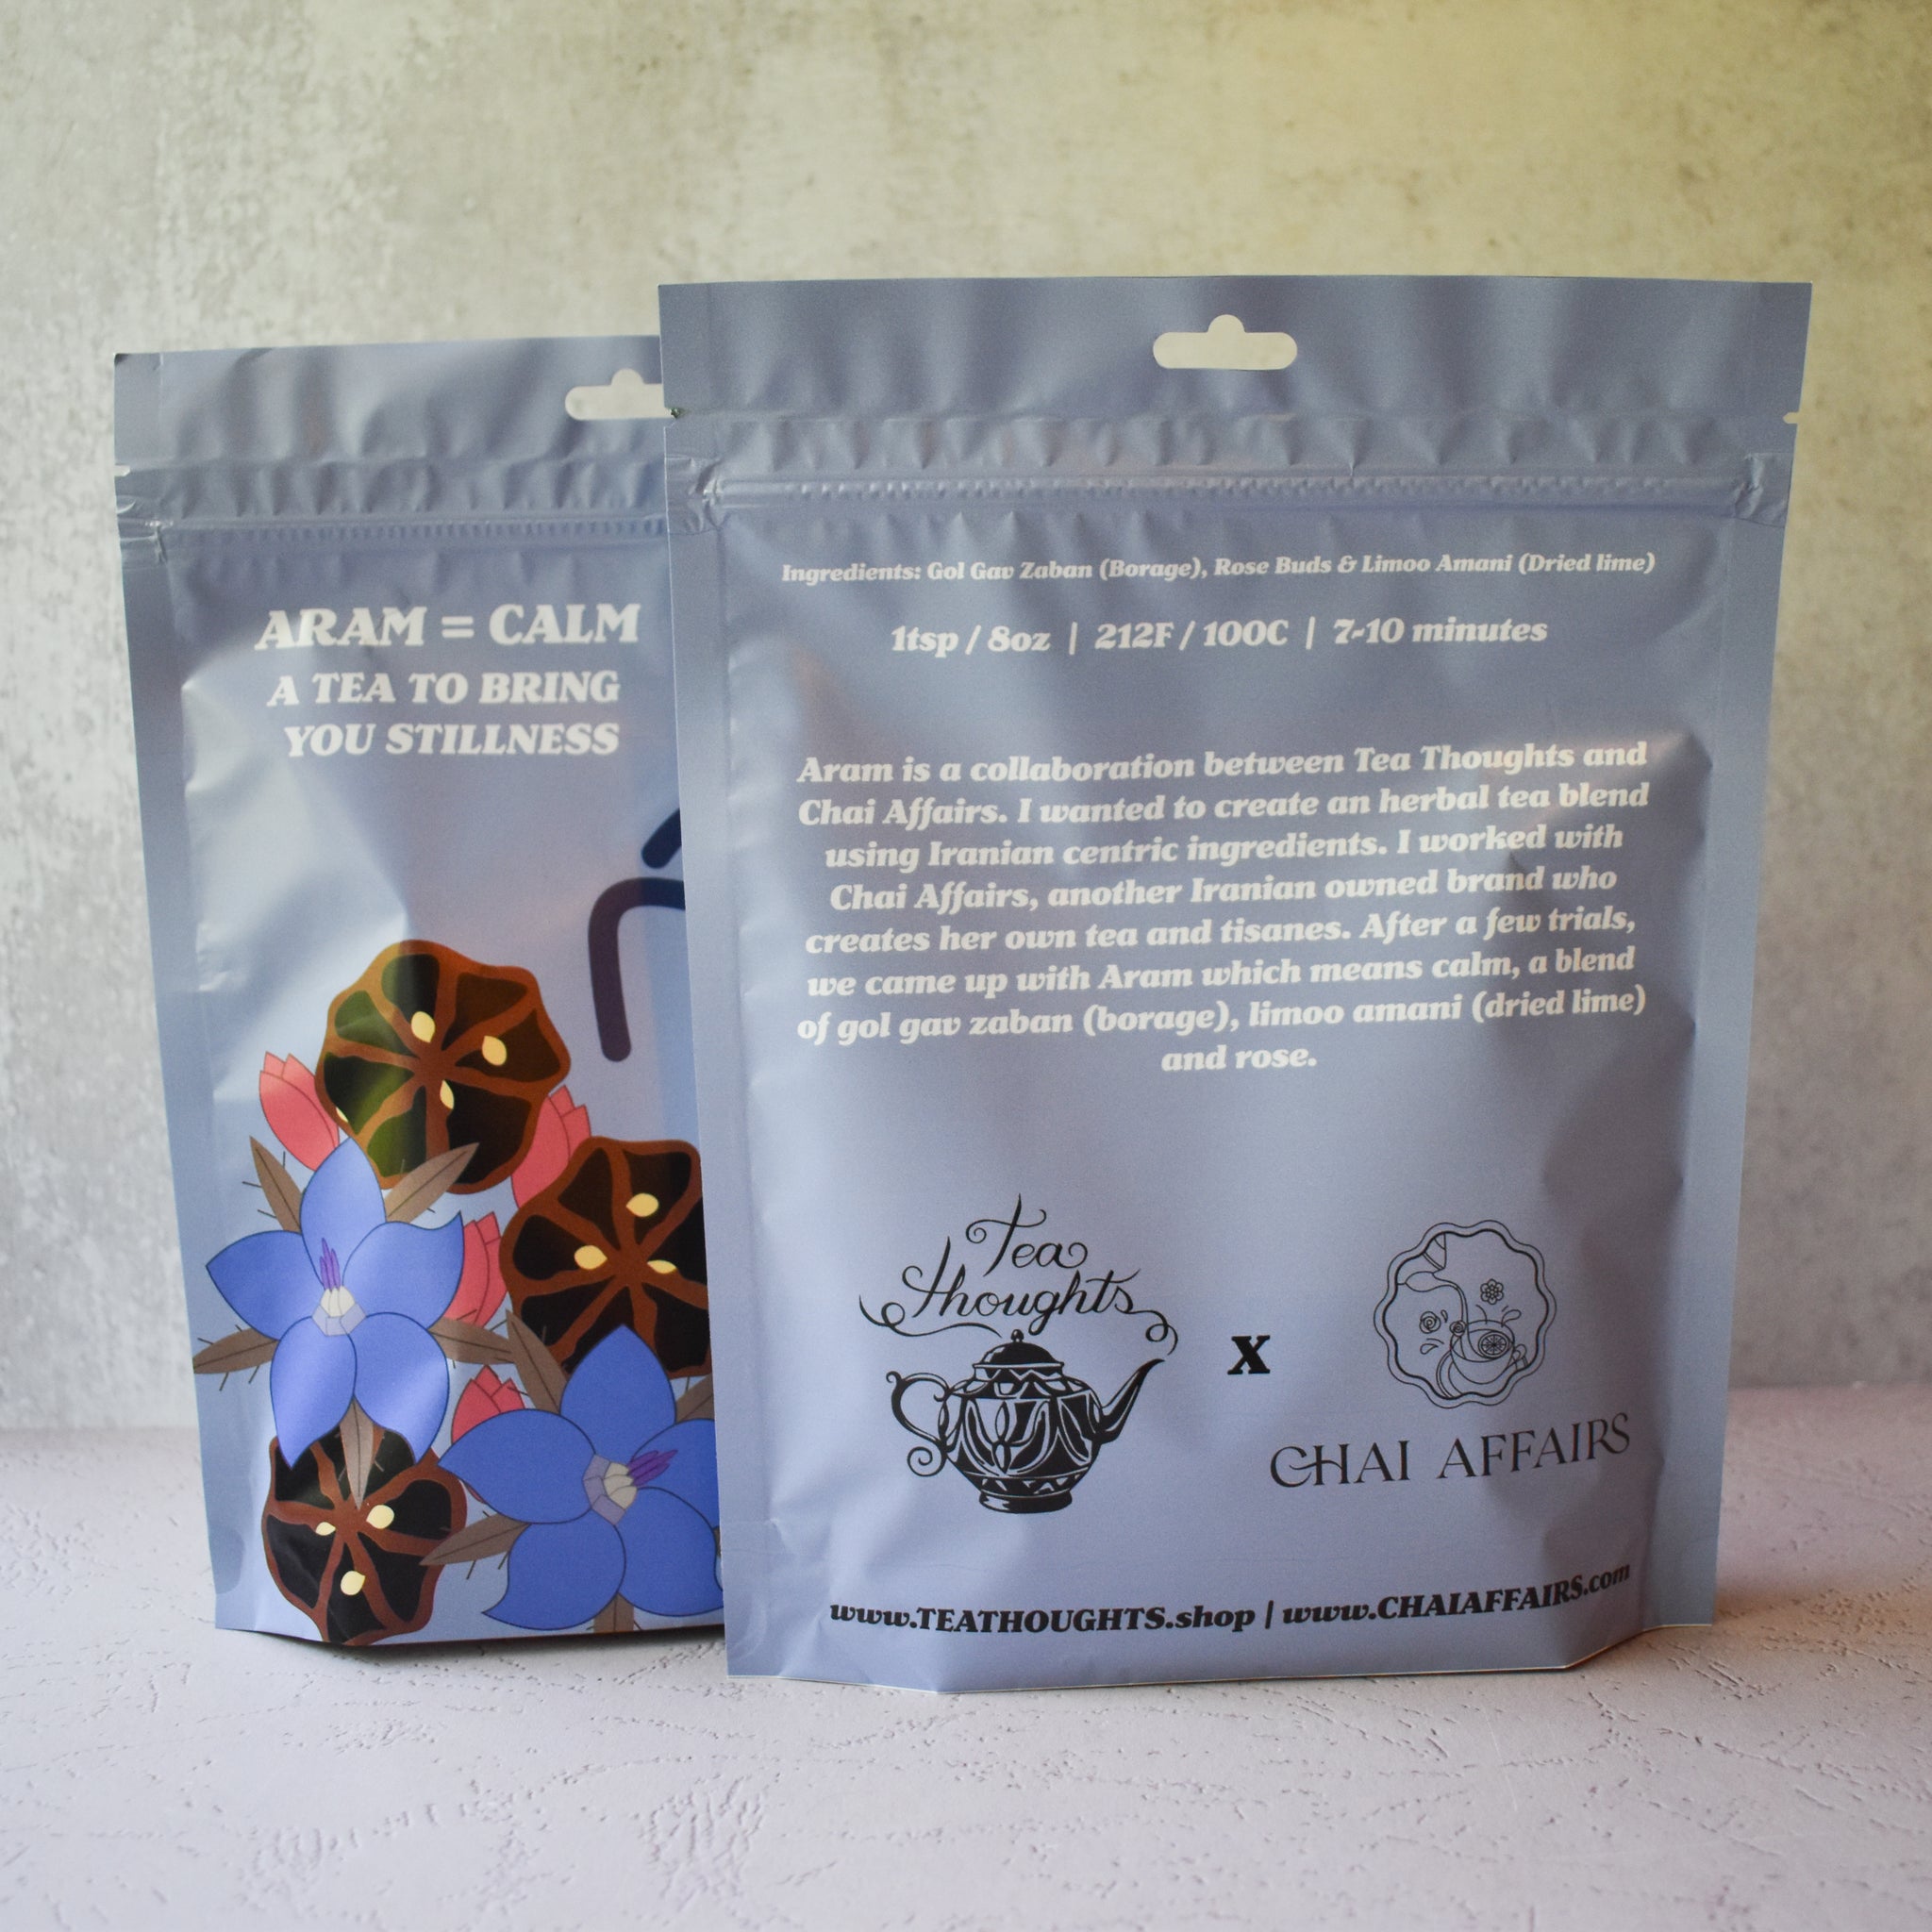 ARAM = CALM
A TEA TO BRING
YOU STILLNESS
Ingredients: Gol Gav Zaban (Borage), Rose Buds & Limoo Amani (Dried lime)
1tsp / 8oz | 212F / 100C | 7-10 minutes
Aram is a collaboration between Tea Thoughts and
Chai Affairs. I wanted to create an herbal tea blend
using Iranian centric ingredients. I worked with
Chai Affairs, another Iranian owned brand who
creates her own tea and tisanes. After a few trials,
we came up with Aram which means calm, a blend
of gol gav zaban (borage), limoo amani (dried lime)
and rose.
Tea
Thoughts
x
CHAI AFFAIRS
www.TEATHOUGHTS.shop | www.CHAIAFFAIRS.com